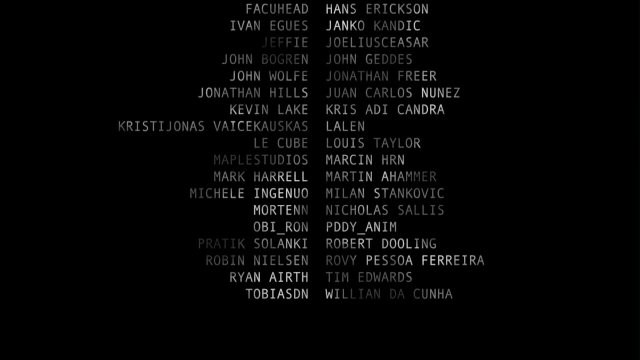 FACUHEAD HANS ERICKSON
IVAN EGUES JANKO KANDIC
JEFFIE JOELIUSCEASAR
JOHN BOGREN JOHN GEDDES
JOHN WOLFE JONATHAN FREER
JONATHAN HILLS JUAN CARLOS NUNEZ
KEVIN LAKE KRIS ADI CANDRA
KRISTIJONAS VAICEKAUSKAS LALEN
LE CUBE LOUIS TAYLOR
MAPLESTUDIOS MARCIN HRN
MARK HARRELL MARTIN AHAMMER
MICHELE INGENUO MILAN STANKOVIC
MORTENN NICHOLAS SALLIS
OBI_RON PDDY_ANIM
PRATIK SOLANKI ROBERT DOOLING
ROBIN NIELSEN ROVY PESSOA FERREIRA
RYAN AIRTH TIM EDWARDS
TOBIASDN WILLIAN DA CUNHA